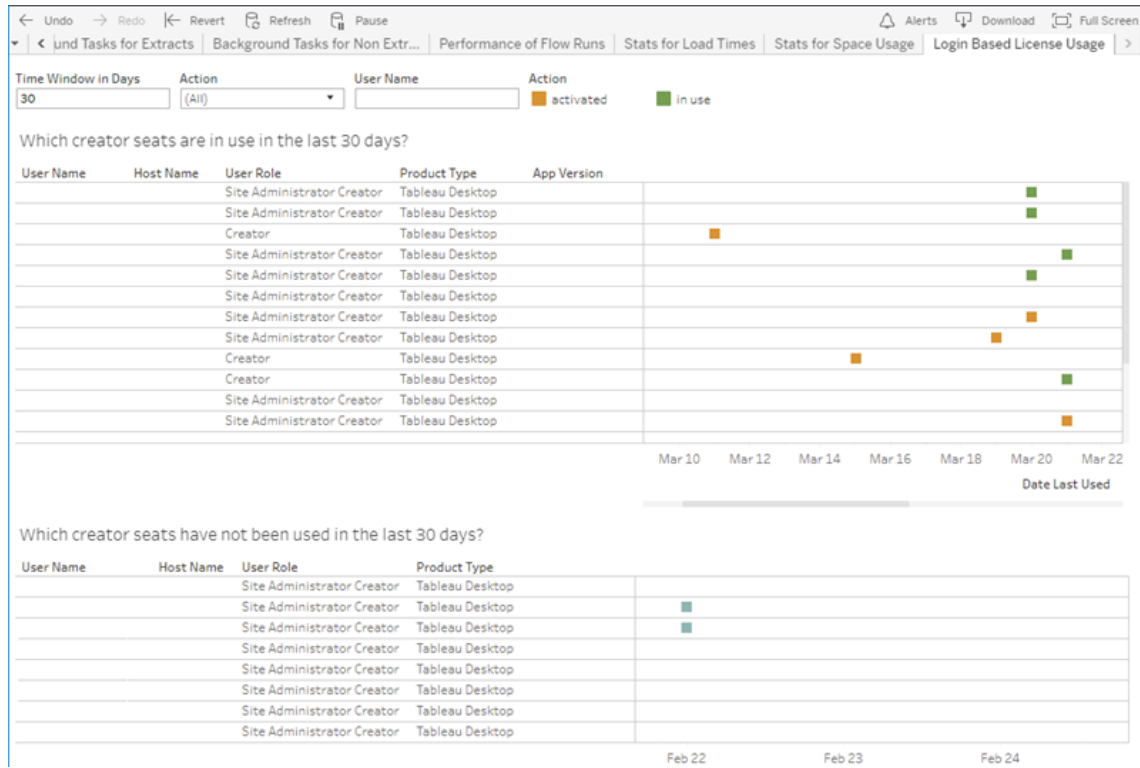 Undo Redo Revert Refresh Pause Alerts Download Full Screen
und Tasks for Extracts Background Tasks for Non Extr... Performance of Flow Runs Stats for Load Times Stats for Space Usage Login Based License Usage
Time Window in Days Action User Name Action
30 (All) activated in use
Which creator seats are in use in the last 30 days?
User Name Host Name User Role Product Type App Version
Site Administrator Creator Tableau Desktop
Site Administrator Creator Tableau Desktop
Creator Tableau Desktop
Site Administrator Creator Tableau Desktop
Site Administrator Creator Tableau Desktop
Site Administrator Creator Tableau Desktop
Site Administrator Creator Tableau Desktop
Site Administrator Creator Tableau Desktop
Creator Tableau Desktop
Creator Tableau Desktop
Site Administrator Creator Tableau Desktop
Site Administrator Creator Tableau Desktop
Mar 10 Mar 12 Mar 14 Mar 16 Mar 18 Mar 20 Mar 22
Date Last Used
Which creator seats have not been used in the last 30 days?
User Name Host Name User Role Product Type
Site Administrator Creator Tableau Desktop
Site Administrator Creator Tableau Desktop
Site Administrator Creator Tableau Desktop
Site Administrator Creator Tableau Desktop
Site Administrator Creator Tableau Desktop
Site Administrator Creator Tableau Desktop
Site Administrator Creator Tableau Desktop
Site Administrator Creator Tableau Desktop
Feb 22 Feb 23 Feb 24